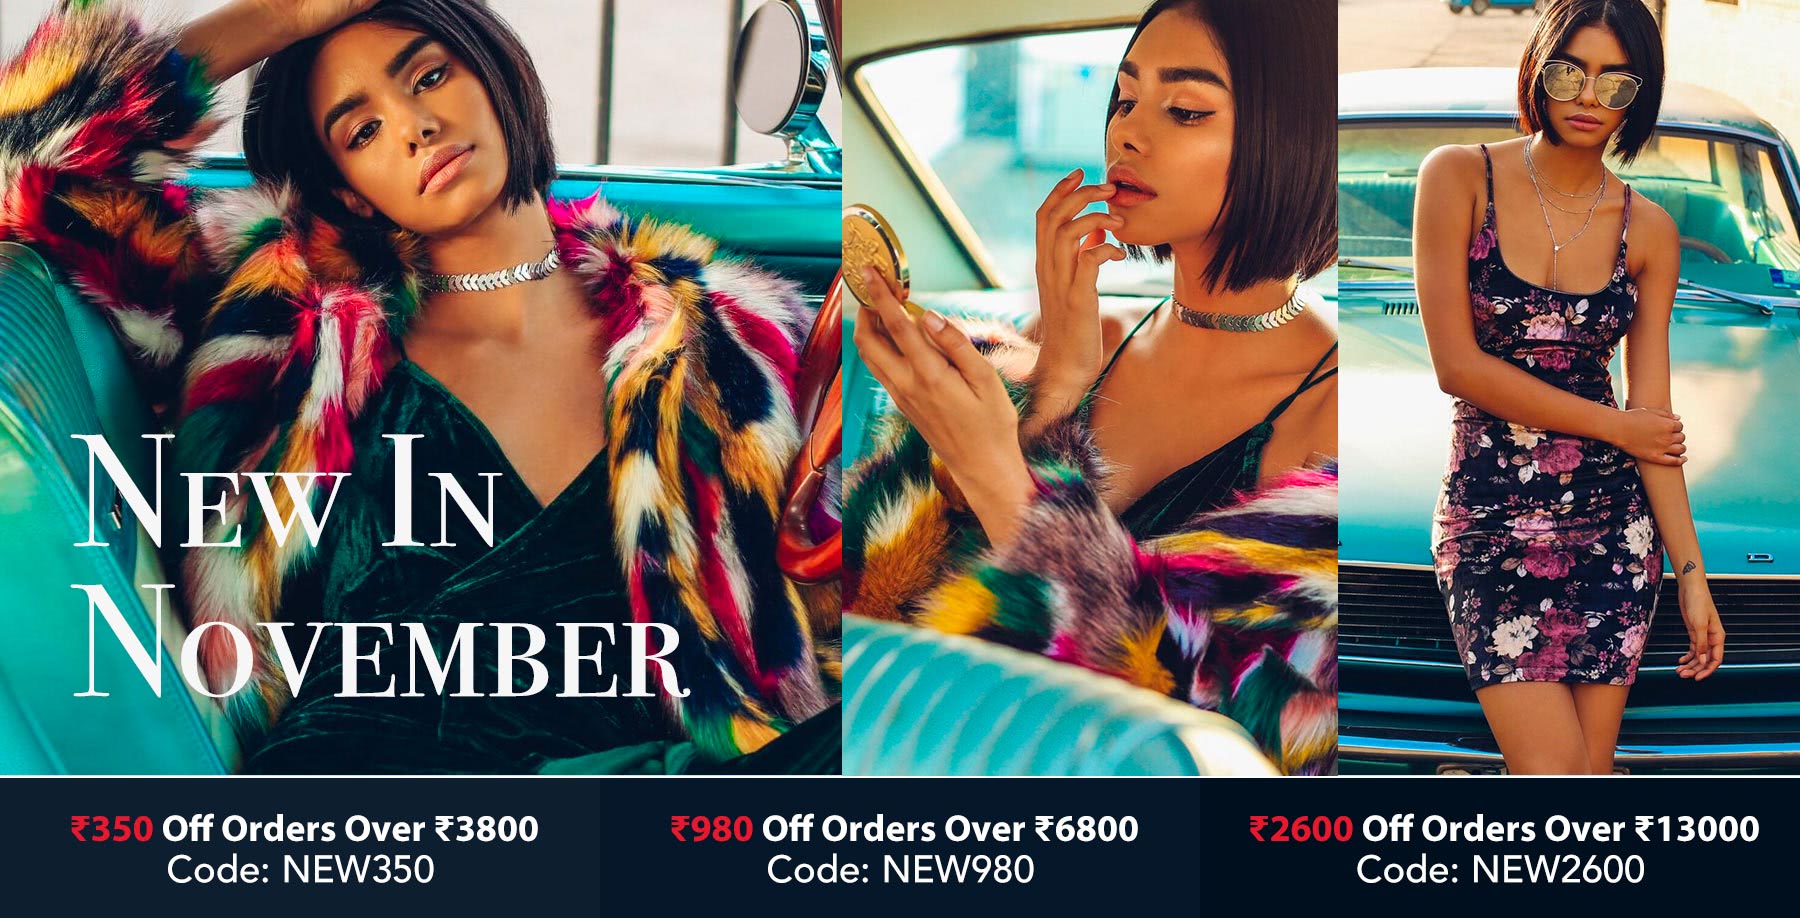 New In
November
₹350 Off Orders Over ₹3800
Code: NEW350
₹980 Off Orders Over ₹6800
Code: NEW980
₹2600 Off Orders Over ₹13000
Code: NEW2600